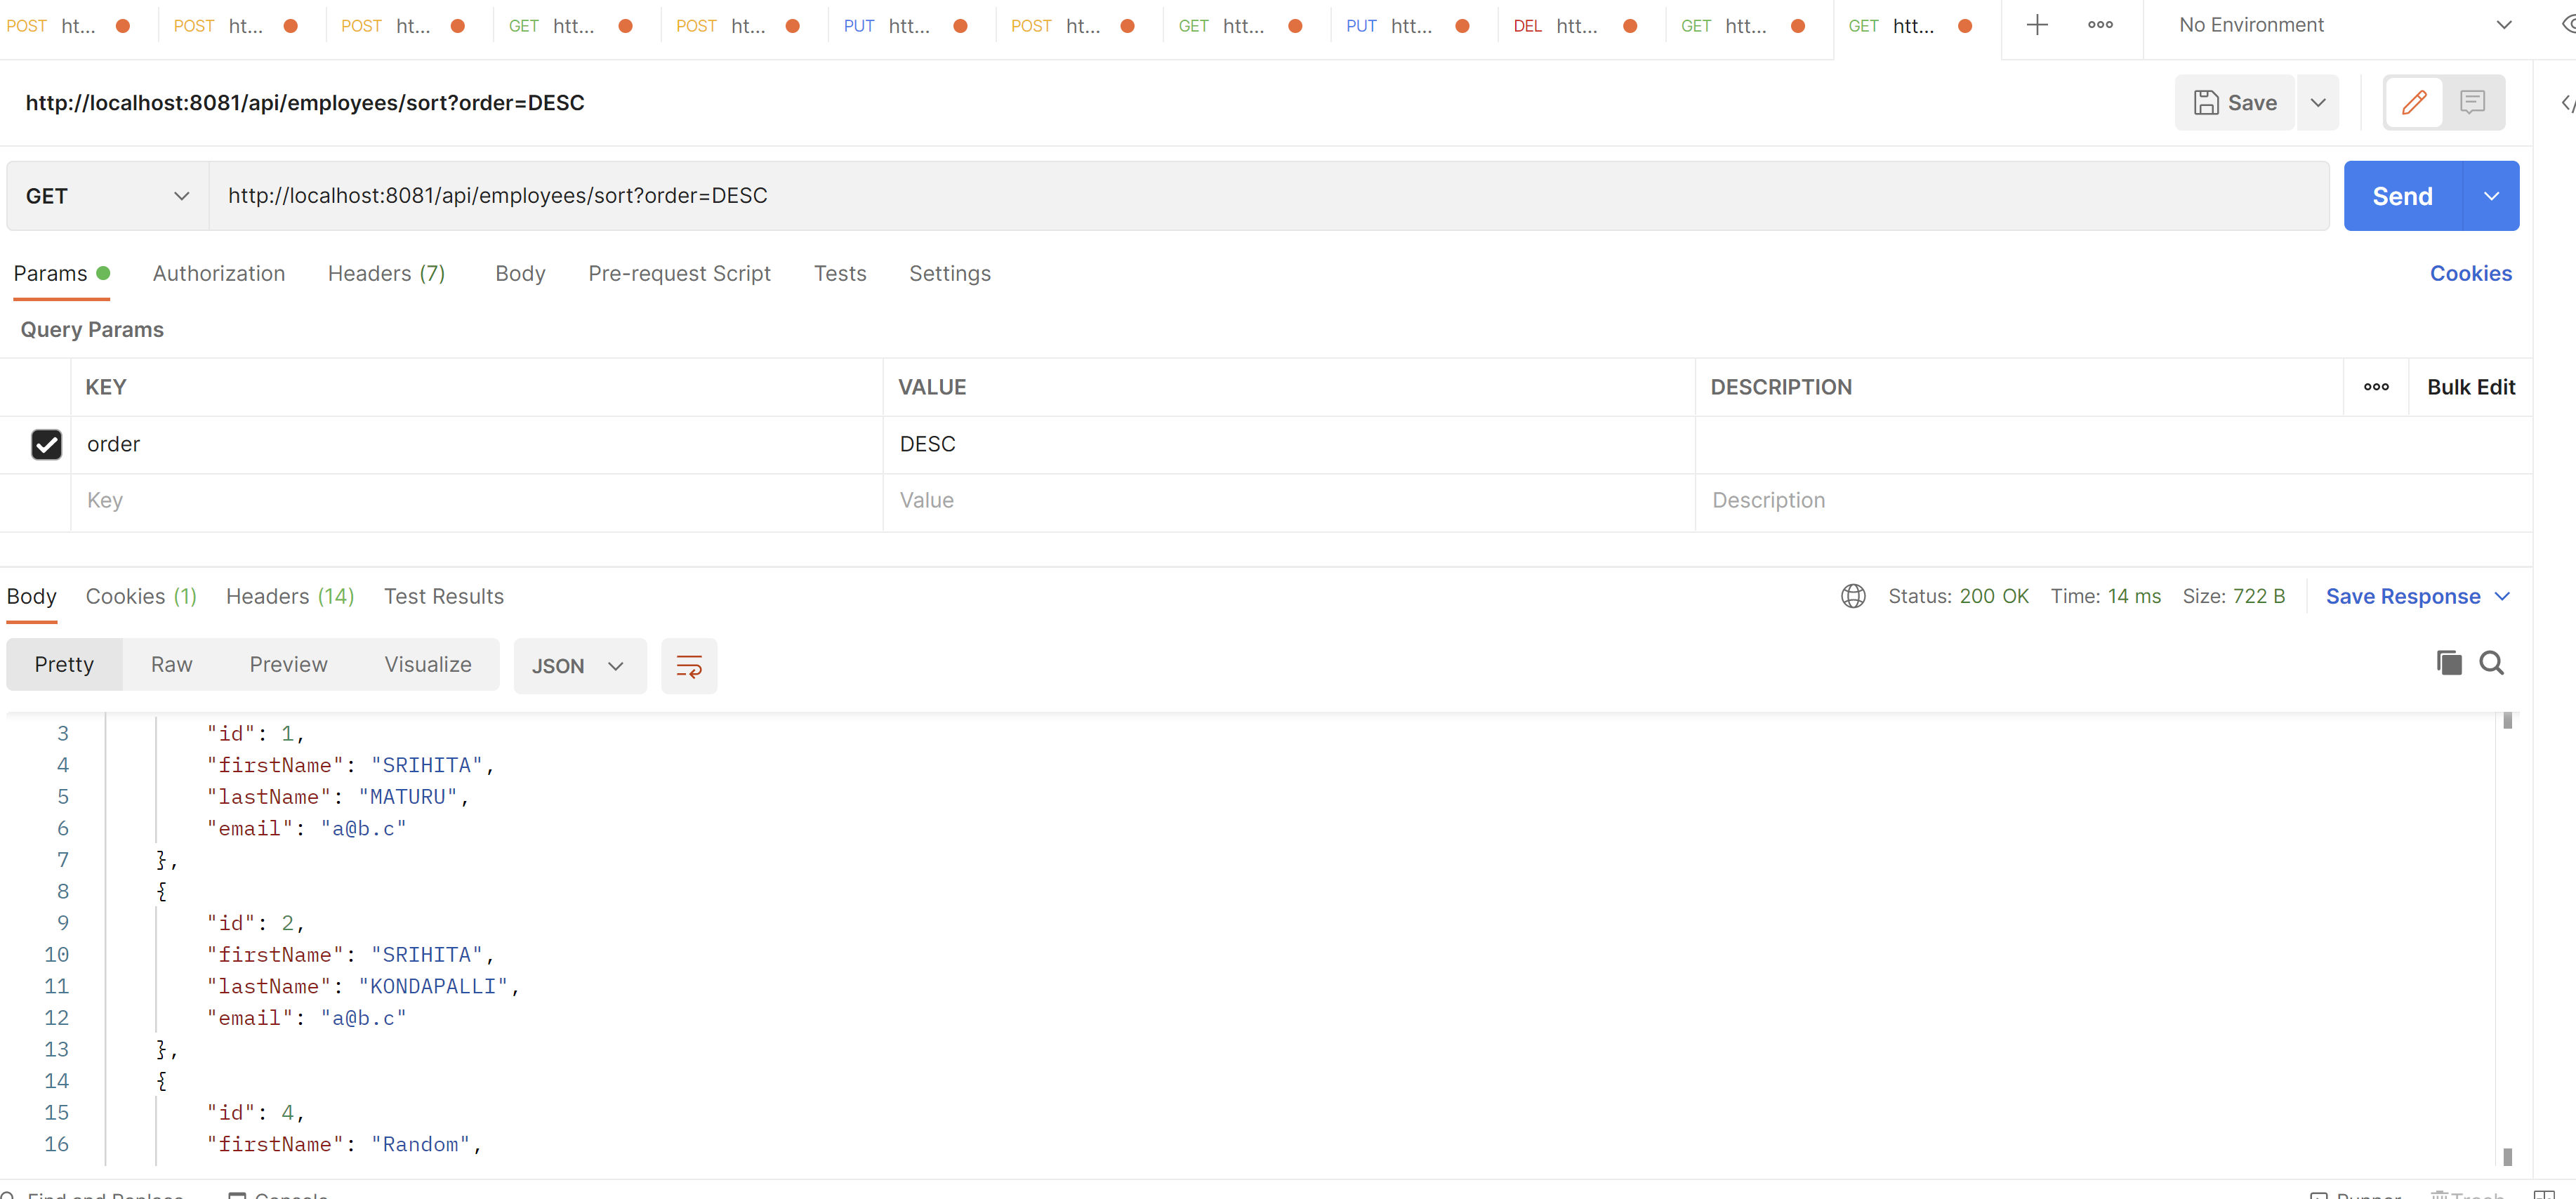 POST ht... POST ht... POST ht... GET htt... POST ht... PUT htt... POST ht... GET htt... PUT htt... DEL htt... GET htt... GET htt... No Environment
http://localhost:8081/api/employees/sort?order=DESC Save
GET http://localhost:8081/api/employees/sort?order=DESC Send
Params Authorization Headers (7) Body Pre-request Script Tests Settings Cookies
Query Params
KEY VALUE DESCRIPTION Bulk Edit
order DESC
Key Value Description
Body Cookies (1) Headers (14) Test Results Status: 200 OK Time: 14 ms Size: 722 B Save Response
Pretty Raw Preview Visualize JSON
3 "id": 1,
4 "firstName": "SRIHITA",
5 "lastName": "MATURU",
6 "email": "a@b.c"
7 },
8 {
9 "id": 2,
10 "firstName": "SRIHITA",
11 "lastName": "KONDAPALLI",
12 "email": "a@b.c"
13 },
14 {
15 "id": 4,
16 "firstName": "Random",
Find and Replace Console Runner Trash